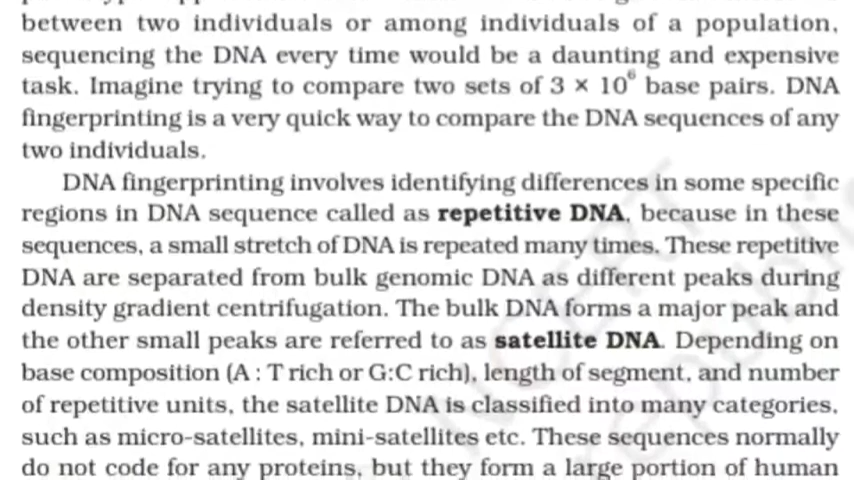 between two individuals or among individuals of a population,
sequencing the DNA every time would be a daunting and expensive
task. Imagine trying to compare two sets of 3 × 10⁶ base pairs. DNA
fingerprinting is a very quick way to compare the DNA sequences of any
two individuals.
DNA fingerprinting involves identifying differences in some specific
regions in DNA sequence called as repetitive DNA, because in these
sequences, a small stretch of DNA is repeated many times. These repetitive
DNA are separated from bulk genomic DNA as different peaks during
density gradient centrifugation. The bulk DNA forms a major peak and
the other small peaks are referred to as satellite DNA. Depending on
base composition (A : T rich or G:C rich), length of segment, and number
of repetitive units, the satellite DNA is classified into many categories,
such as micro-satellites, mini-satellites etc. These sequences normally
do not code for any proteins, but they form a large portion of human
NCERT